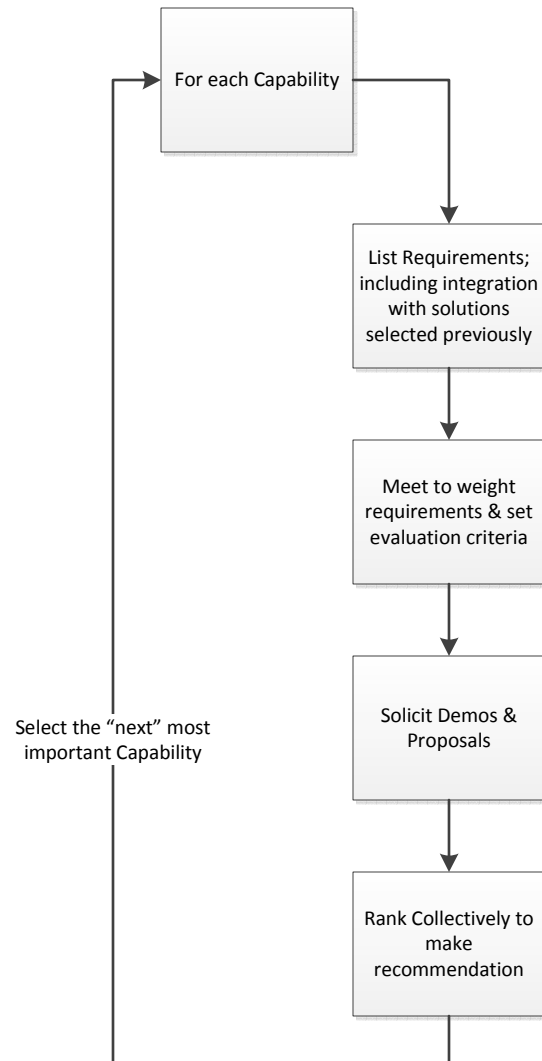 For each Capability
List Requirements;
including integration
with solutions
selected previously
Meet to weight
requirements & set
evaluation criteria
Solicit Demos &
Proposals
Select the “next” most
important Capability
Rank Collectively to
make
recommendation